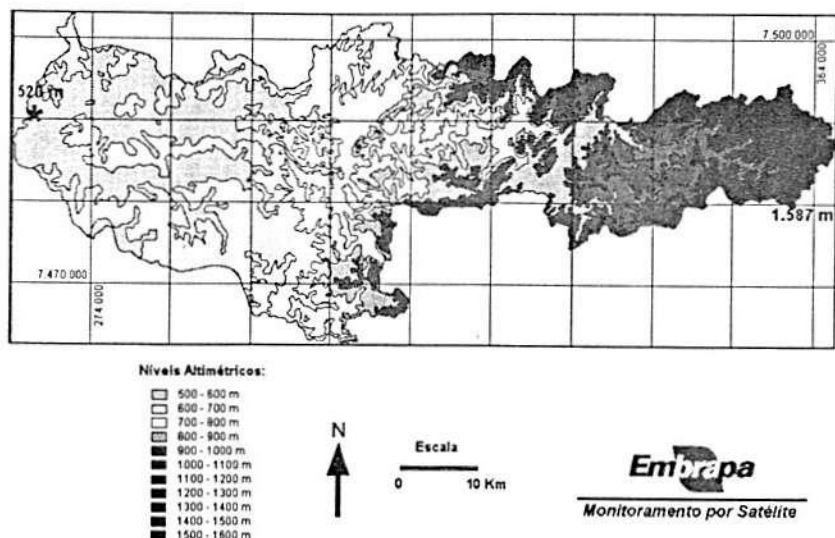 7.500 000
364 000
520 m
1.587 m
7.470 000
274 000
Níveis Altimétricos:
500 - 600 m
600 - 700 m
700 - 800 m
800 - 900 m
900 - 1000 m
1000 - 1100 m
1100 - 1200 m
1200 - 1300 m
1300 - 1400 m
1400 - 1500 m
1500 - 1600 m
N
Escala
0 10 Km
Embrapa
Monitoramento por Satélite